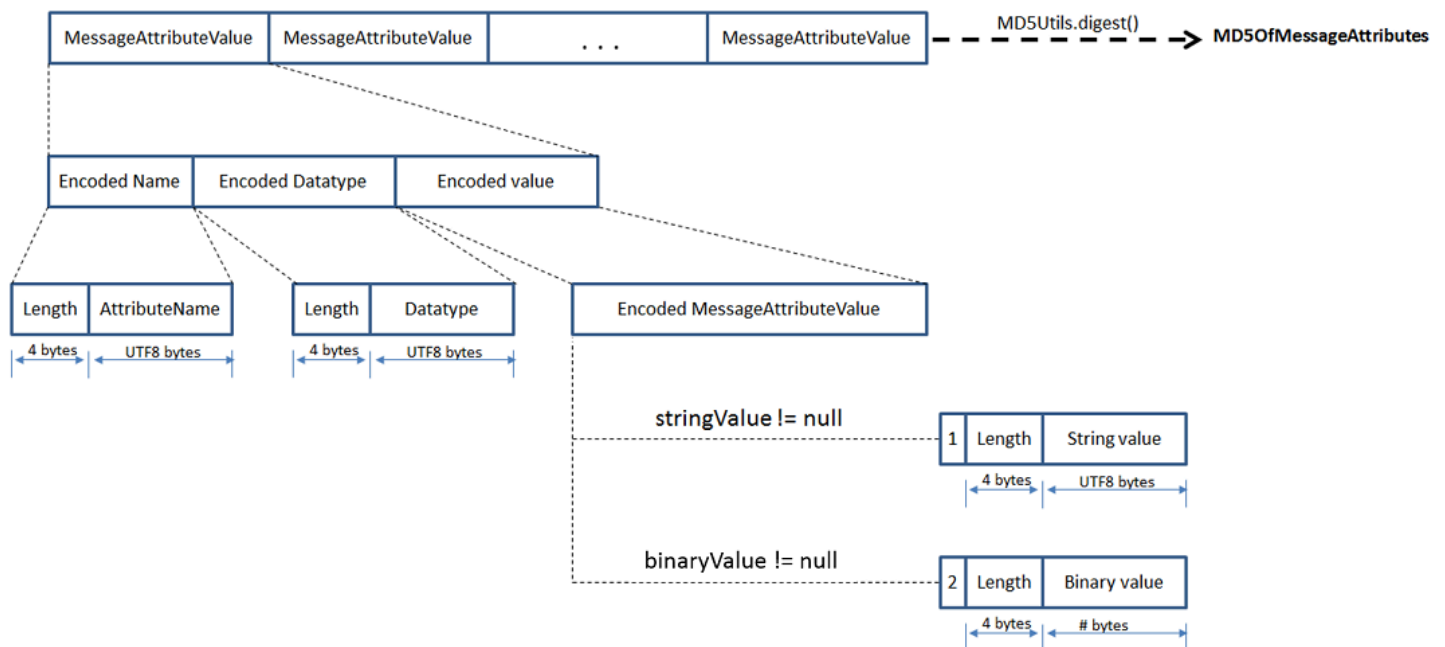 MessageAttributeValue MessageAttributeValue . . . MessageAttributeValue MD5Utils.digest() MD5OfMessageAttributes
Encoded Name Encoded Datatype Encoded value
Length AttributeName Length Datatype Encoded MessageAttributeValue
4 bytes UTF8 bytes 4 bytes UTF8 bytes
stringValue != null 1 Length String value
4 bytes UTF8 bytes
binaryValue != null 2 Length Binary value
4 bytes # bytes